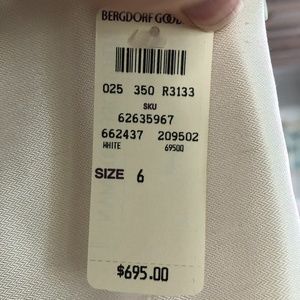 BERGDORF GOOD
025 350 R3133
SKU
62635967
662437 209502
WHITE 69500
SIZE 6
$695.00